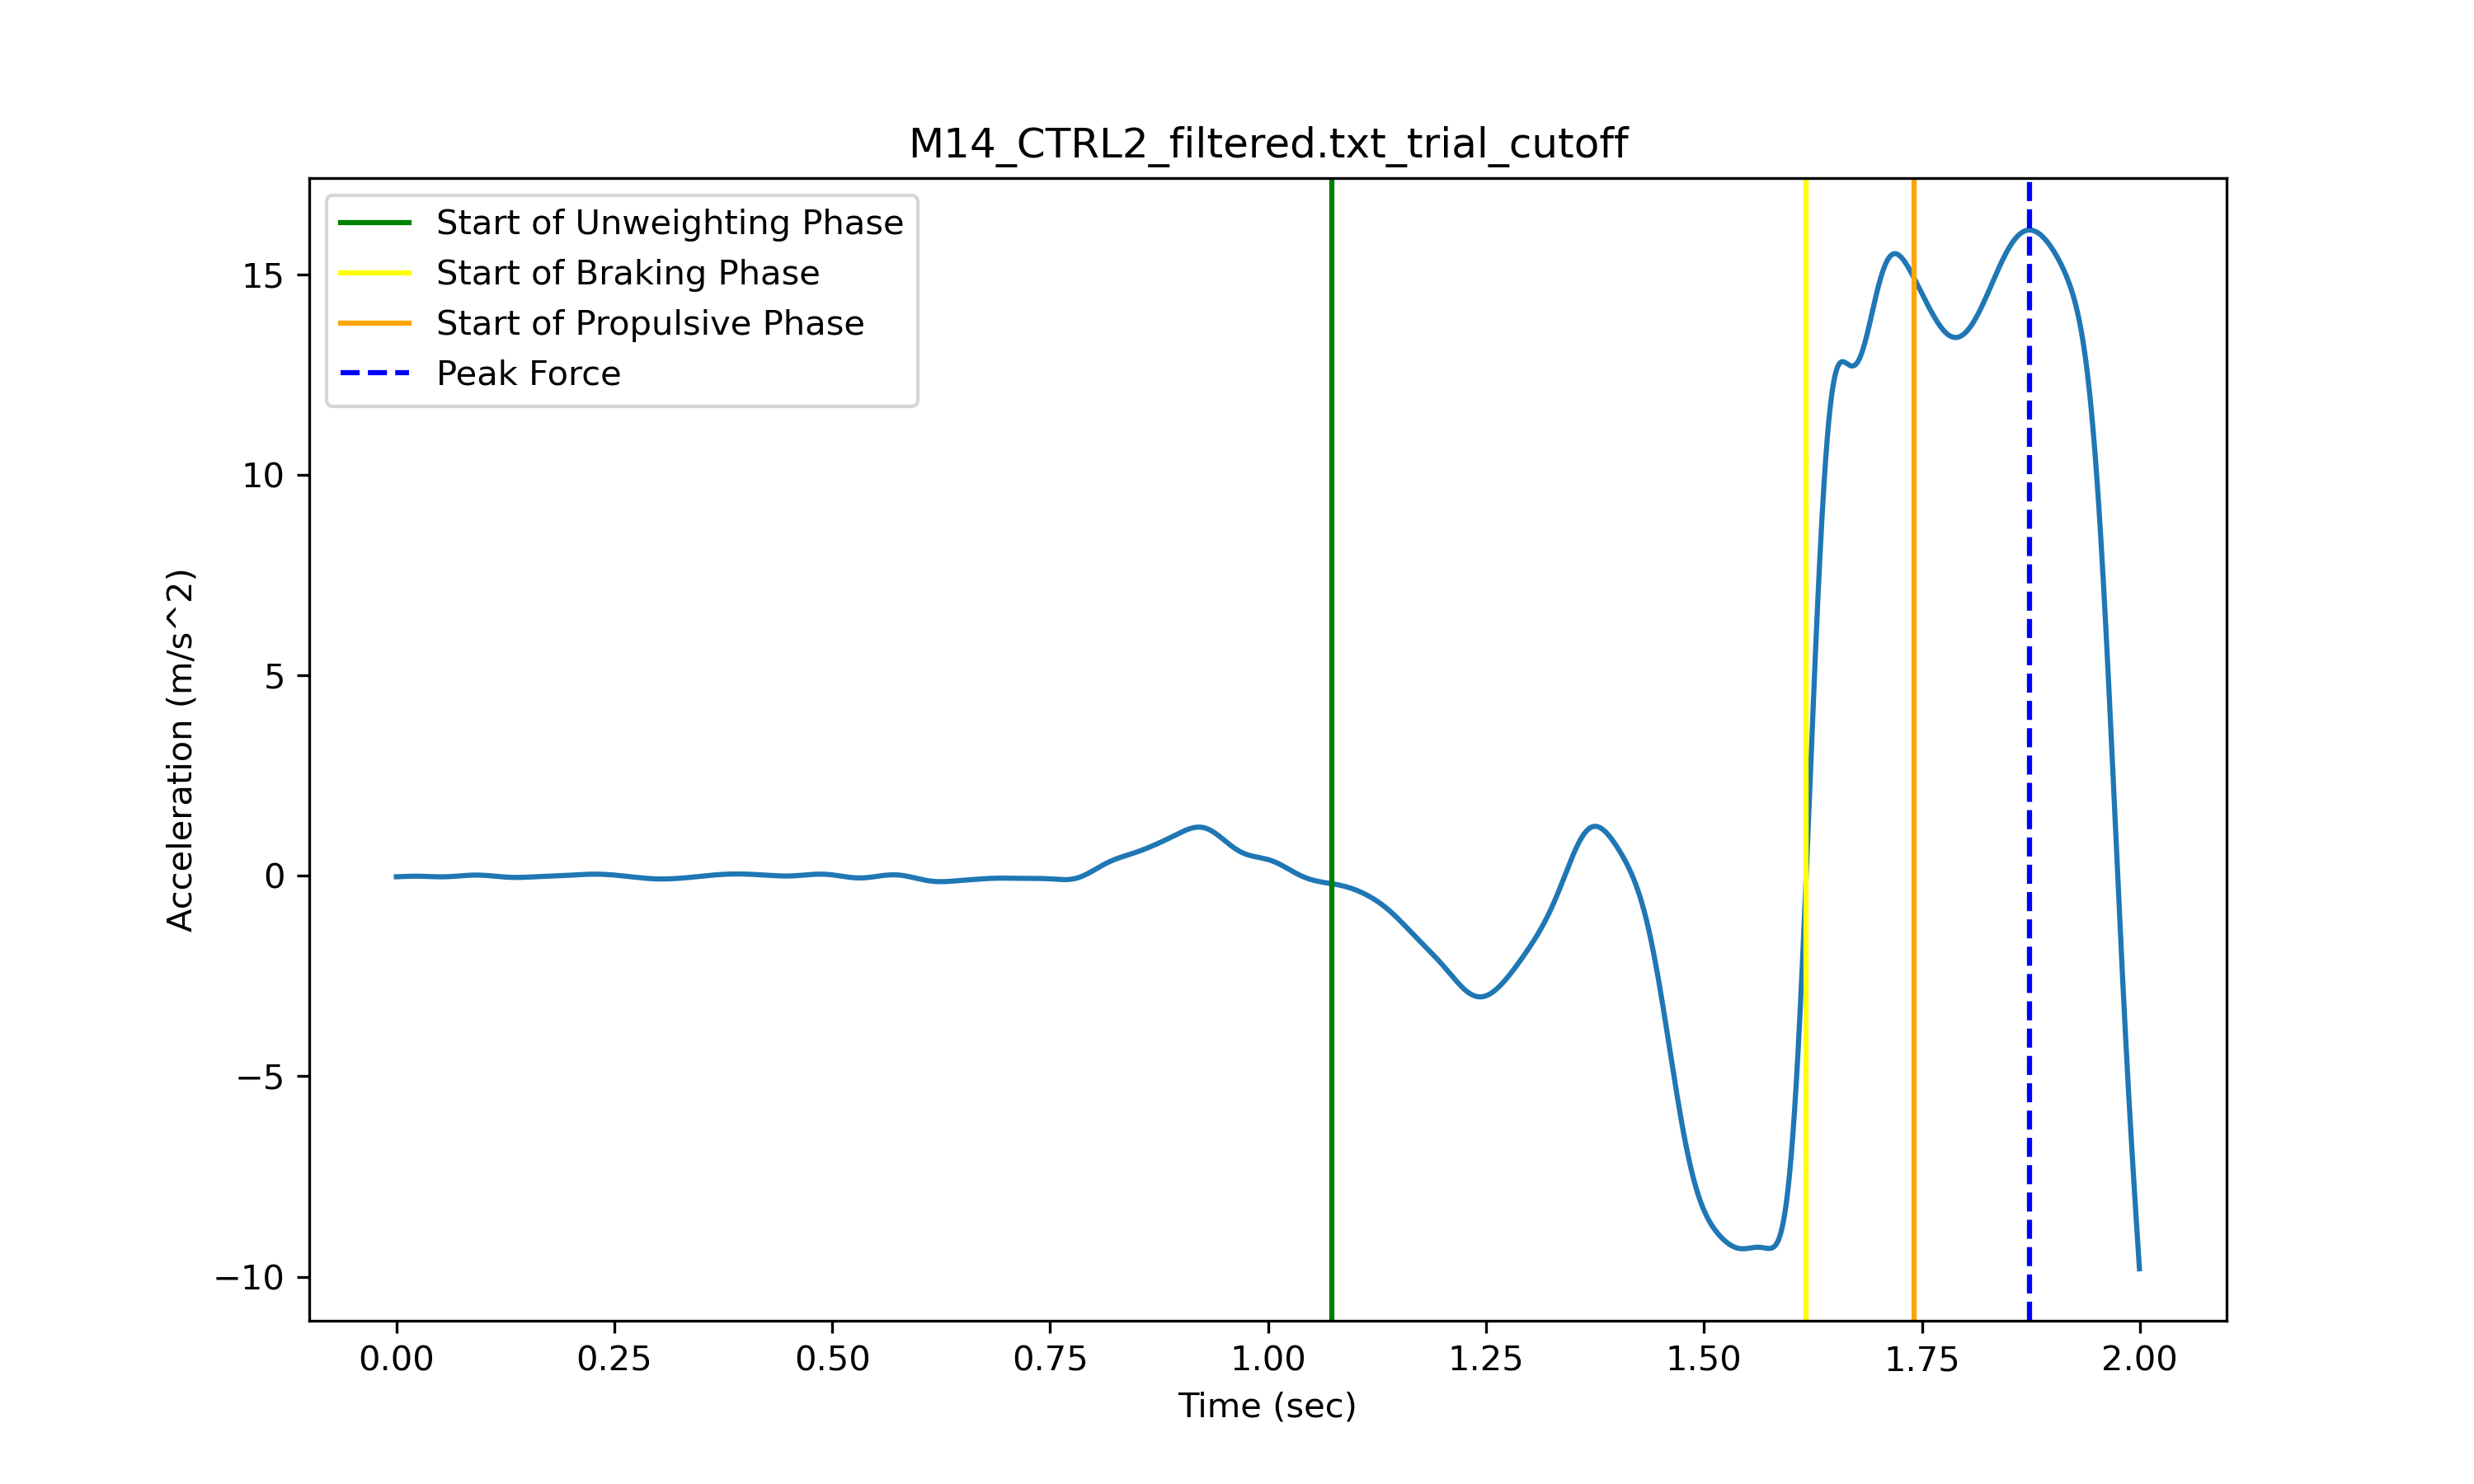 M14_CTRL2_filtered.txt_trial_cutoff
Start of Unweighting Phase
Start of Braking Phase
Start of Propulsive Phase
Peak Force
Acceleration (m/s^2)
15
10
5
0
−5
−10
0.00 0.25 0.50 0.75 1.00 1.25 1.50 1.75 2.00
Time (sec)